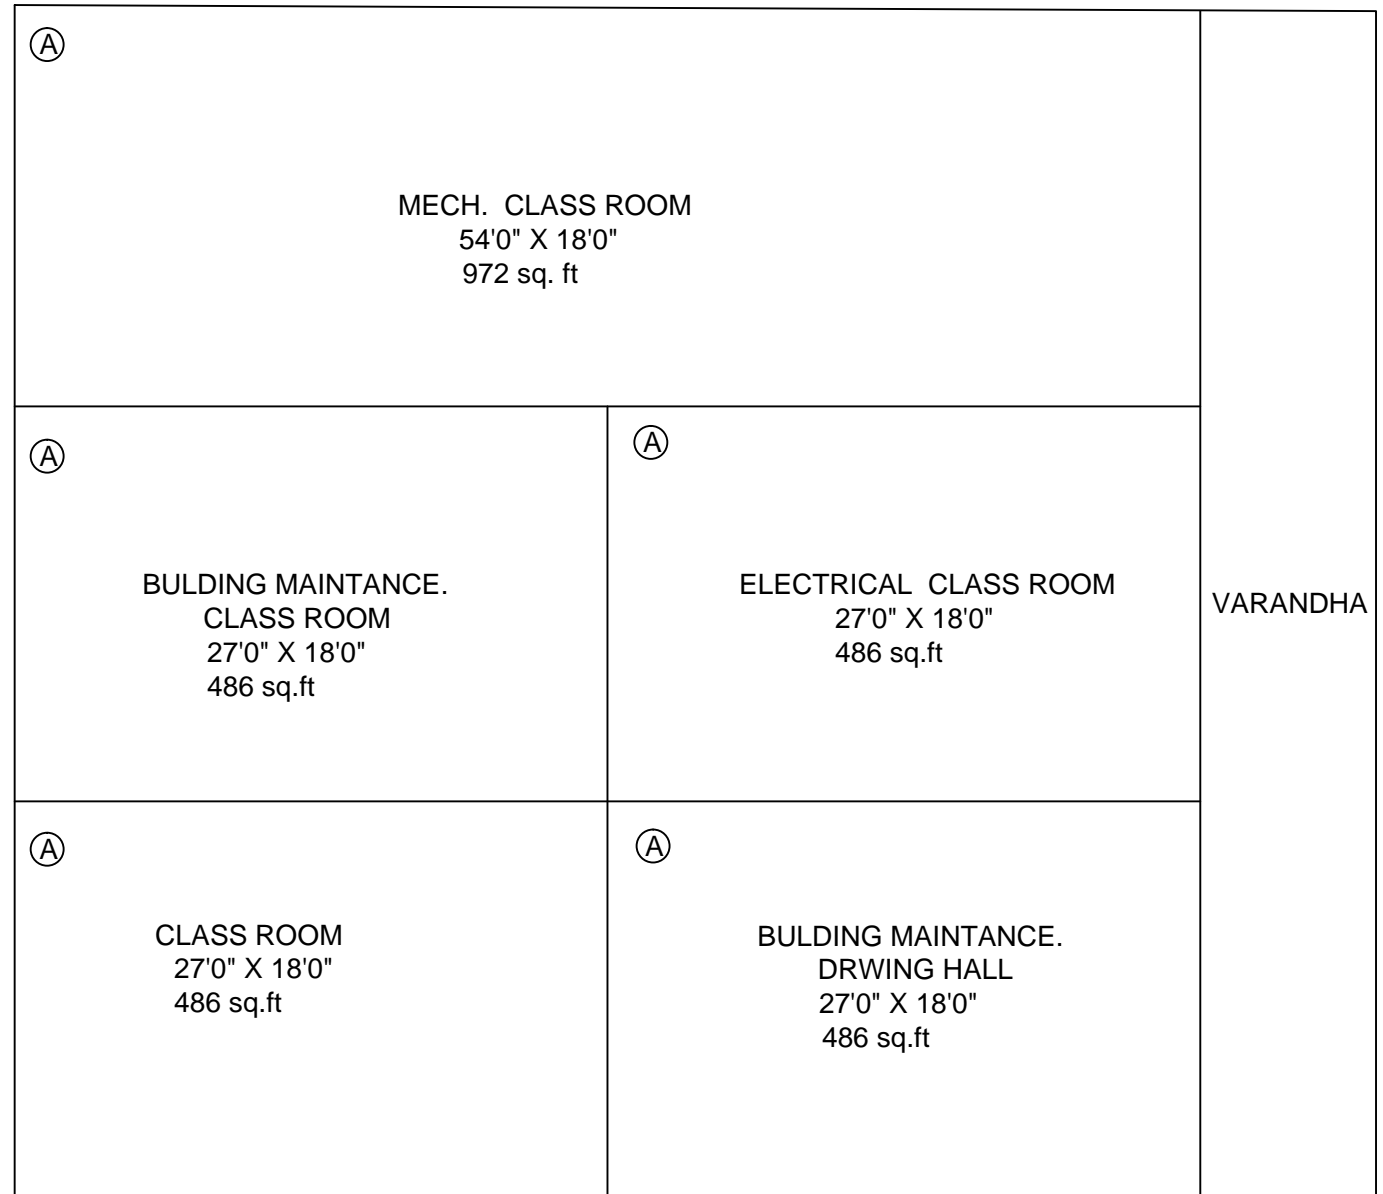 Ⓐ
MECH. CLASS ROOM
54'0" X 18'0"
972 sq. ft
Ⓐ
BULDING MAINTANCE.
CLASS ROOM
27'0" X 18'0"
486 sq.ft
Ⓐ
ELECTRICAL CLASS ROOM
27'0" X 18'0"
486 sq.ft
VARANDHA
Ⓐ
CLASS ROOM
27'0" X 18'0"
486 sq.ft
Ⓐ
BULDING MAINTANCE.
DRWING HALL
27'0" X 18'0"
486 sq.ft